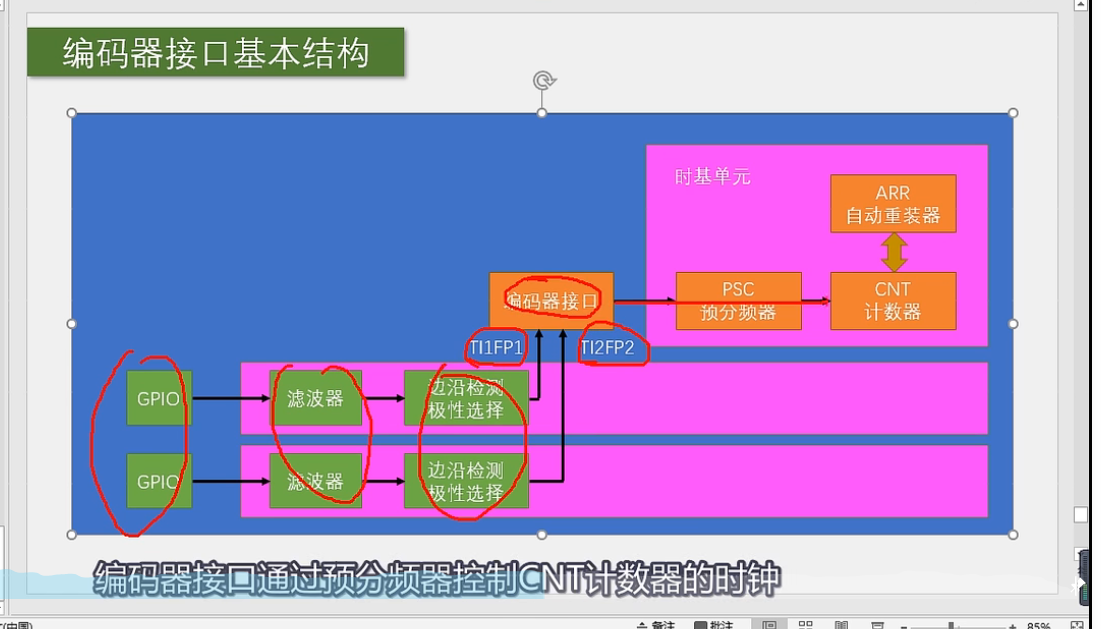 编码器接口基本结构
时基单元
ARR
自动重装器
编码器接口
PSC
预分频器
CNT
计数器
TI1FP1
TI2FP2
GPIO
滤波器
边沿检测
极性选择
GPIO
滤波器
边沿检测
极性选择
编码器接口通过预分频器控制CNT计数器的时钟
(中国)
备注
批注
85%